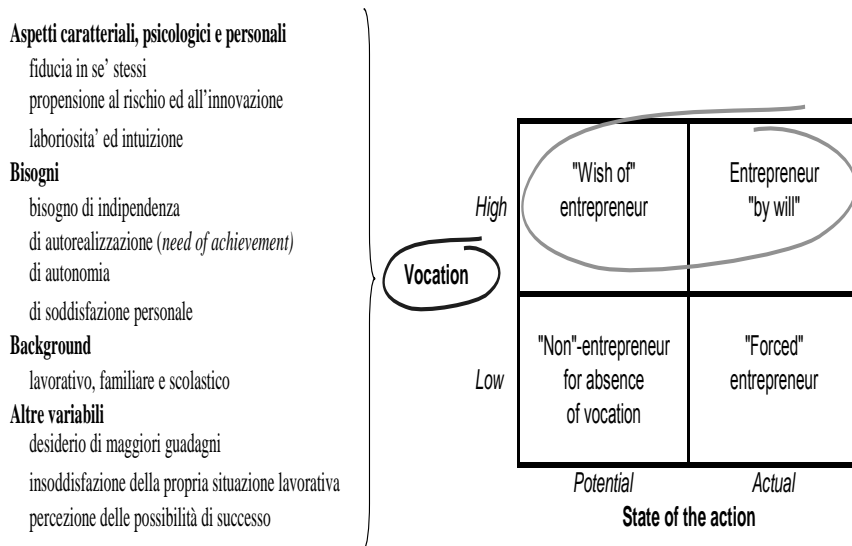 Aspetti caratteriali, psicologici e personali
fiducia in se' stessi
propensione al rischio ed all'innovazione
laboriosita' ed intuizione
Bisogni
bisogno di indipendenza
di autorealizzazione (need of achievement)
di autonomia
di soddisfazione personale
Background
lavorativo, familiare e scolastico
Altre variabili
desiderio di maggiori guadagni
insoddisfazione della propria situazione lavorativa
percezione delle possibilità di successo
Vocation
High
"Wish of"
entrepreneur
Entrepreneur
"by will"
Low
"Non"-entrepreneur
for absence
of vocation
"Forced"
entrepreneur
Potential
Actual
State of the action